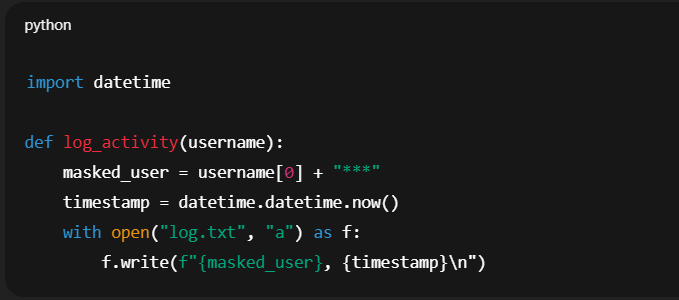 python
import datetime
def log_activity(username):
    masked_user = username[0] + "***"
    timestamp = datetime.datetime.now()
    with open("log.txt", "a") as f:
        f.write(f"{masked_user}, {timestamp}\n")